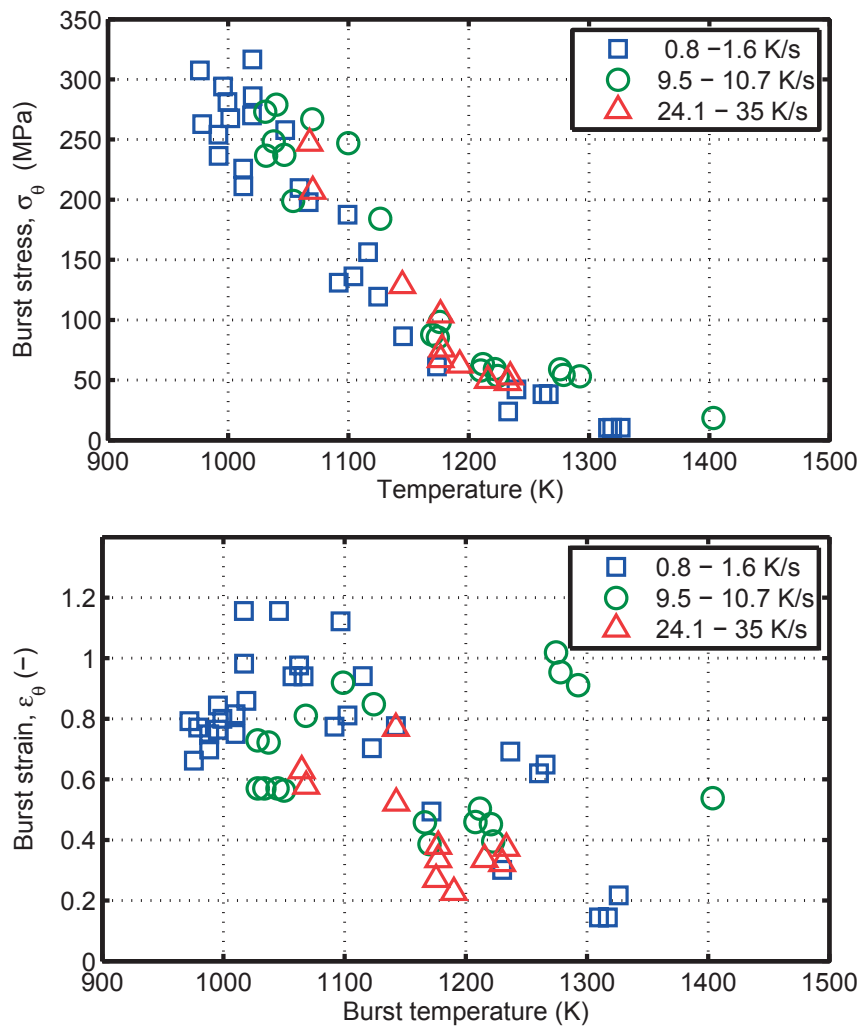 350
300
250
200
150
100
50
0
Burst stress, σθ (MPa)
0.8 −1.6 K/s
9.5 − 10.7 K/s
24.1 − 35 K/s
900 1000 1100 1200 1300 1400 1500
Temperature (K)
1.2
1
0.8
0.6
0.4
0.2
0
Burst strain, εθ (−)
0.8 − 1.6 K/s
9.5 − 10.7 K/s
24.1 − 35 K/s
900 1000 1100 1200 1300 1400 1500
Burst temperature (K)